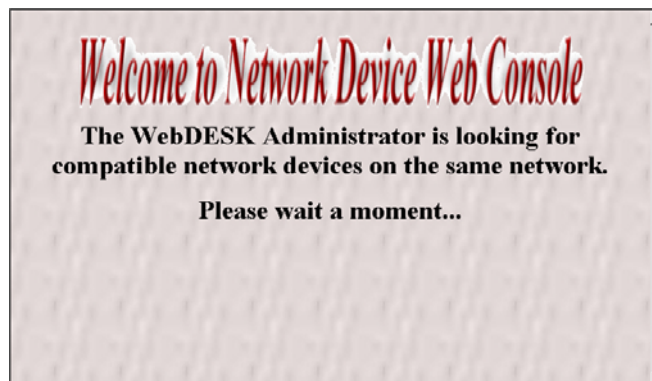 Welcome to Network Device Web Console
The WebDESK Administrator is looking for
compatible network devices on the same network.
Please wait a moment...